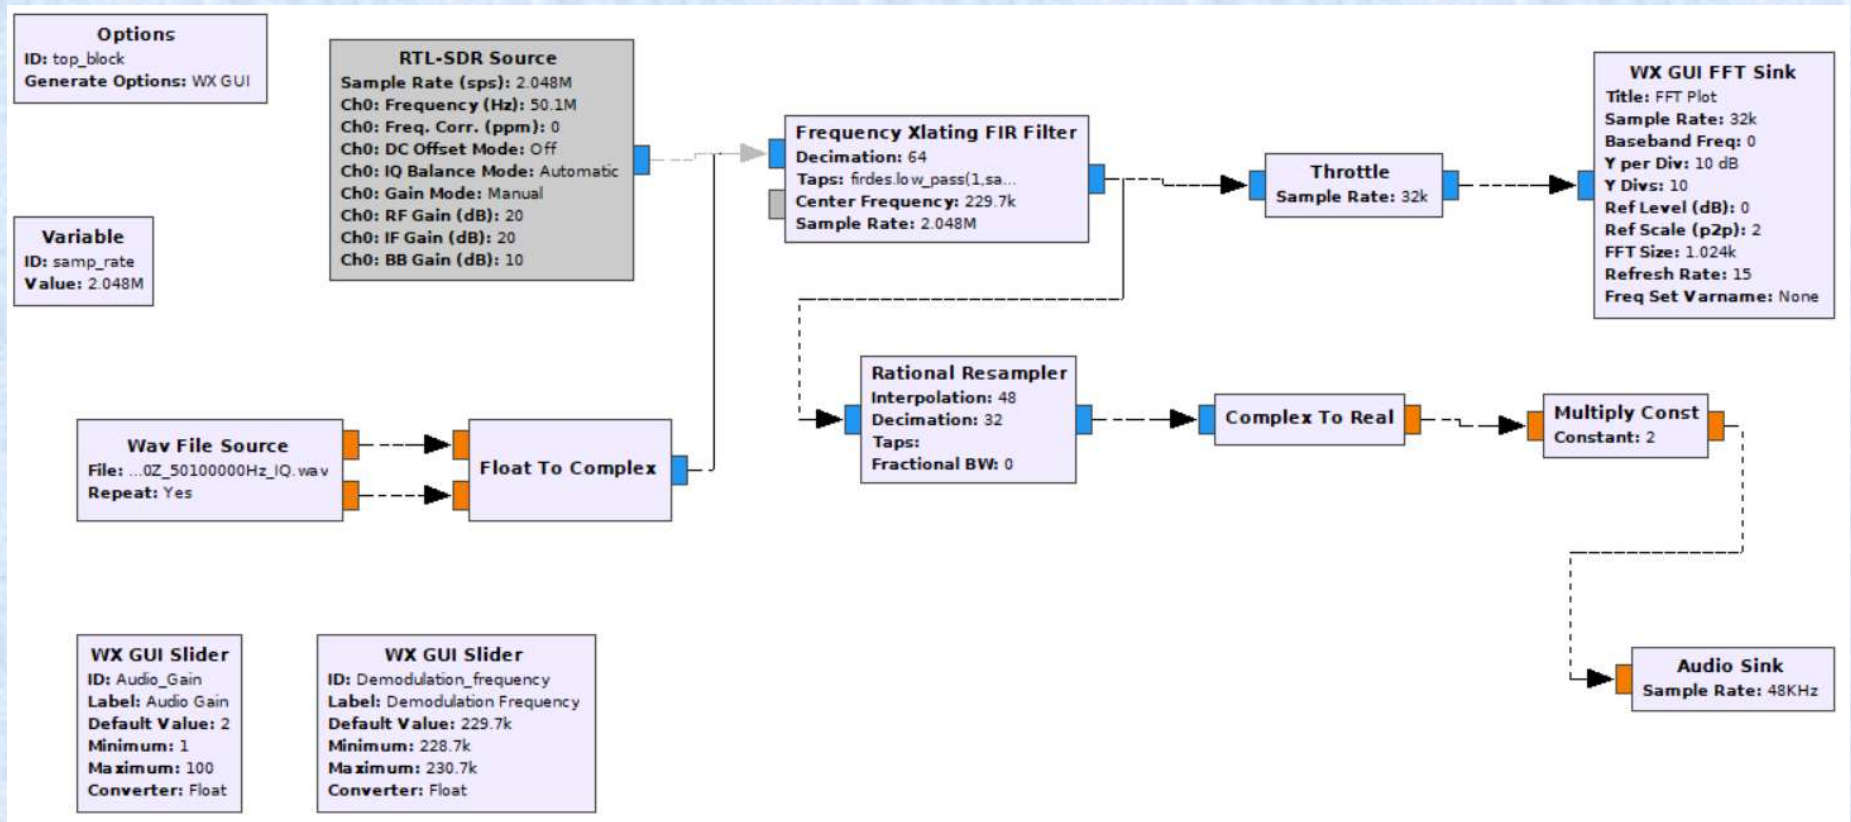 Options
ID: top_block
Generate Options: WX GUI
Variable
ID: samp_rate
Value: 2.048M
RTL-SDR Source
Sample Rate (sps): 2.048M
Ch0: Frequency (Hz): 50.1M
Ch0: Freq. Corr. (ppm): 0
Ch0: DC Offset Mode: Off
Ch0: IQ Balance Mode: Automatic
Ch0: Gain Mode: Manual
Ch0: RF Gain (dB): 20
Ch0: IF Gain (dB): 20
Ch0: BB Gain (dB): 10
Frequency Xlating FIR Filter
Decimation: 64
Taps: firdes.low_pass(1,sa...
Center Frequency: 229.7k
Sample Rate: 2.048M
Throttle
Sample Rate: 32k
WX GUI FFT Sink
Title: FFT Plot
Sample Rate: 32k
Baseband Freq: 0
Y per Div: 10 dB
Y Divs: 10
Ref Level (dB): 0
Ref Scale (p2p): 2
FFT Size: 1.024k
Refresh Rate: 15
Freq Set Varname: None
Wav File Source
File: ...0Z_50100000Hz_IQ.wav
Repeat: Yes
Float To Complex
Rational Resampler
Interpolation: 48
Decimation: 32
Taps:
Fractional BW: 0
Complex To Real
Multiply Const
Constant: 2
Audio Sink
Sample Rate: 48KHz
WX GUI Slider
ID: Audio_Gain
Label: Audio Gain
Default Value: 2
Minimum: 1
Maximum: 100
Converter: Float
WX GUI Slider
ID: Demodulation_frequency
Label: Demodulation Frequency
Default Value: 229.7k
Minimum: 228.7k
Maximum: 230.7k
Converter: Float